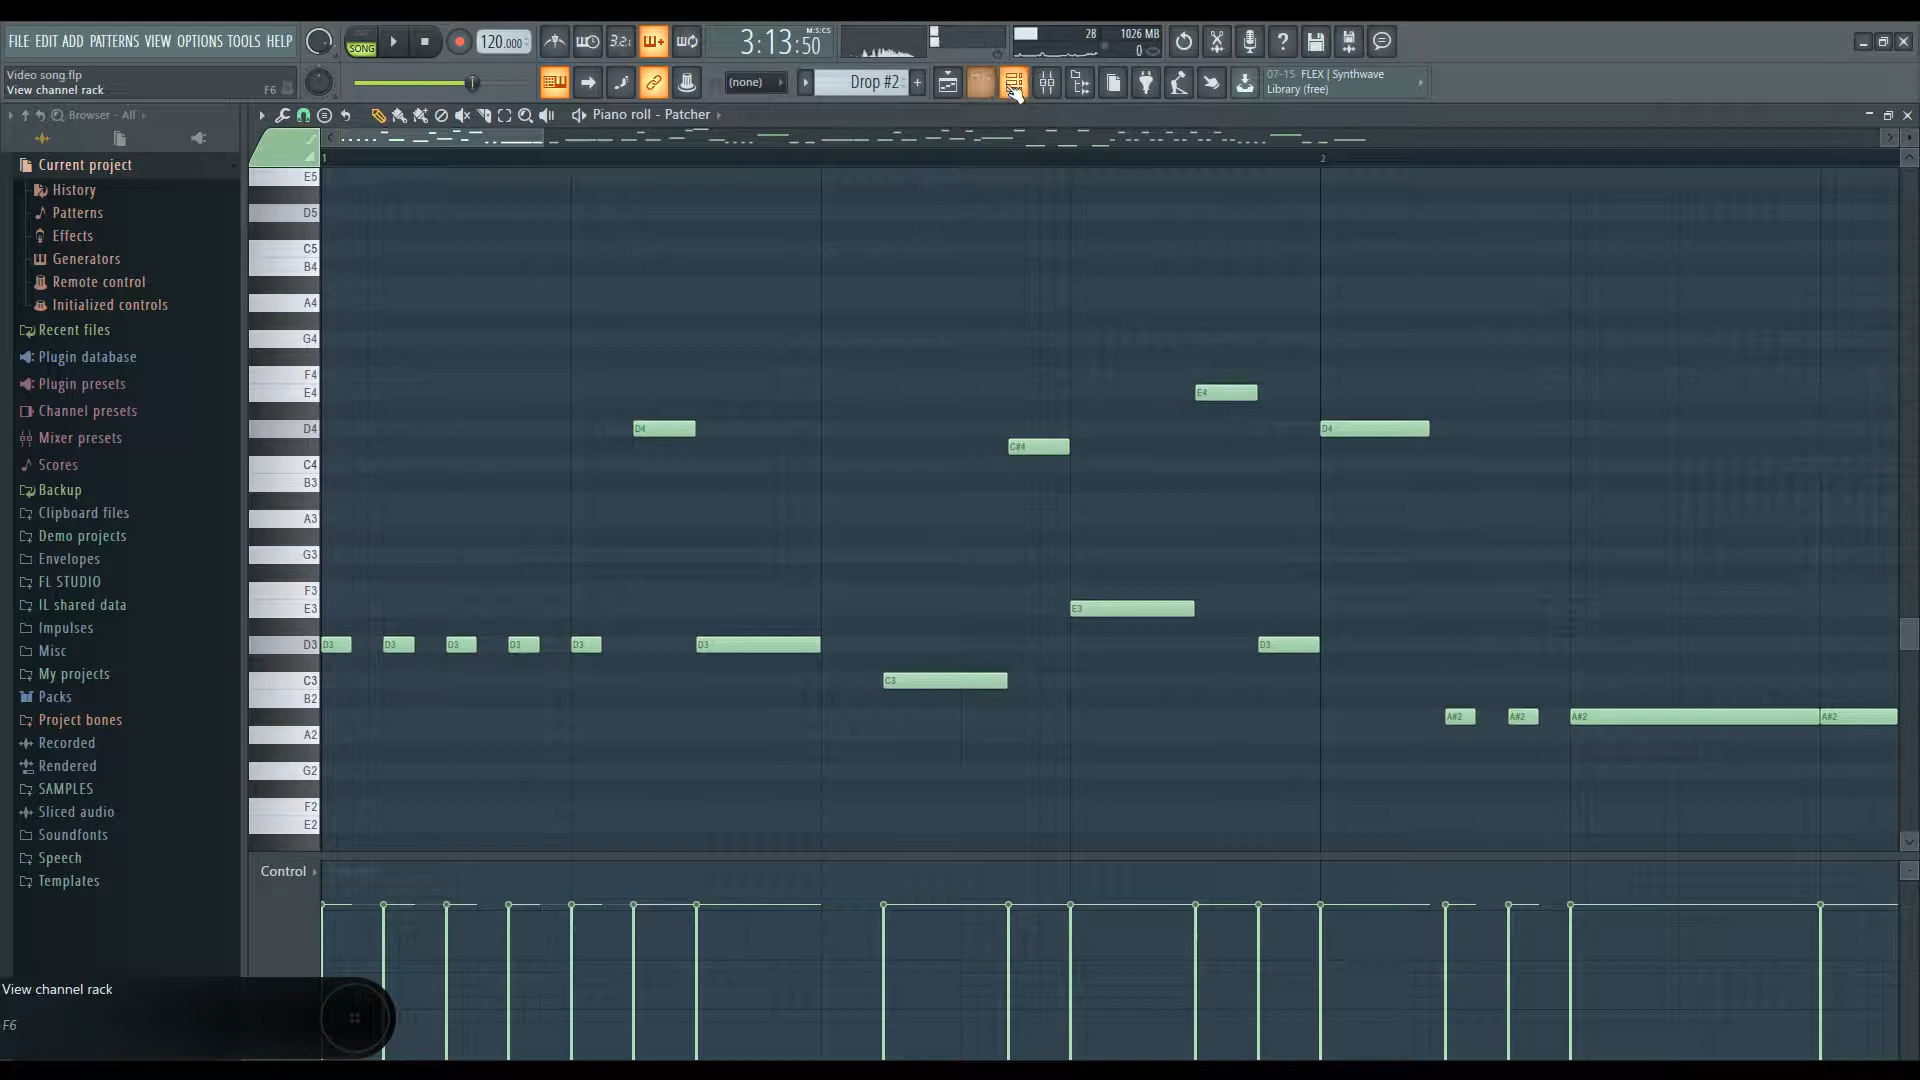 FILE EDIT ADD PATTERNS VIEW OPTIONS TOOLS HELP
SONG
120.000
3.2.
3:13:50
M:S:CS
28
1026 MB
0
Video song.flp
View channel rack
F6
(none)
Drop #2
07-15 FLEX | Synthwave
Library (free)
Browser - All
Piano roll - Patcher
1
2
Current project
History
Patterns
Effects
Generators
Remote control
Initialized controls
Recent files
Plugin database
Plugin presets
Channel presets
Mixer presets
Scores
Backup
Clipboard files
Demo projects
Envelopes
FL STUDIO
IL shared data
Impulses
Misc
My projects
Packs
Project bones
Recorded
Rendered
SAMPLES
Sliced audio
Soundfonts
Speech
Templates
E5
D5
C5
B4
A4
G4
F4
E4
E4
D4
D4
D4
C#4
C4
B3
A3
G3
F3
E3
E3
D3
D3
D3
D3
D3
D3
D3
D3
C3
C3
B2
A#2
A#2
A#2
A#2
A2
G2
F2
E2
Control
View channel rack
F6